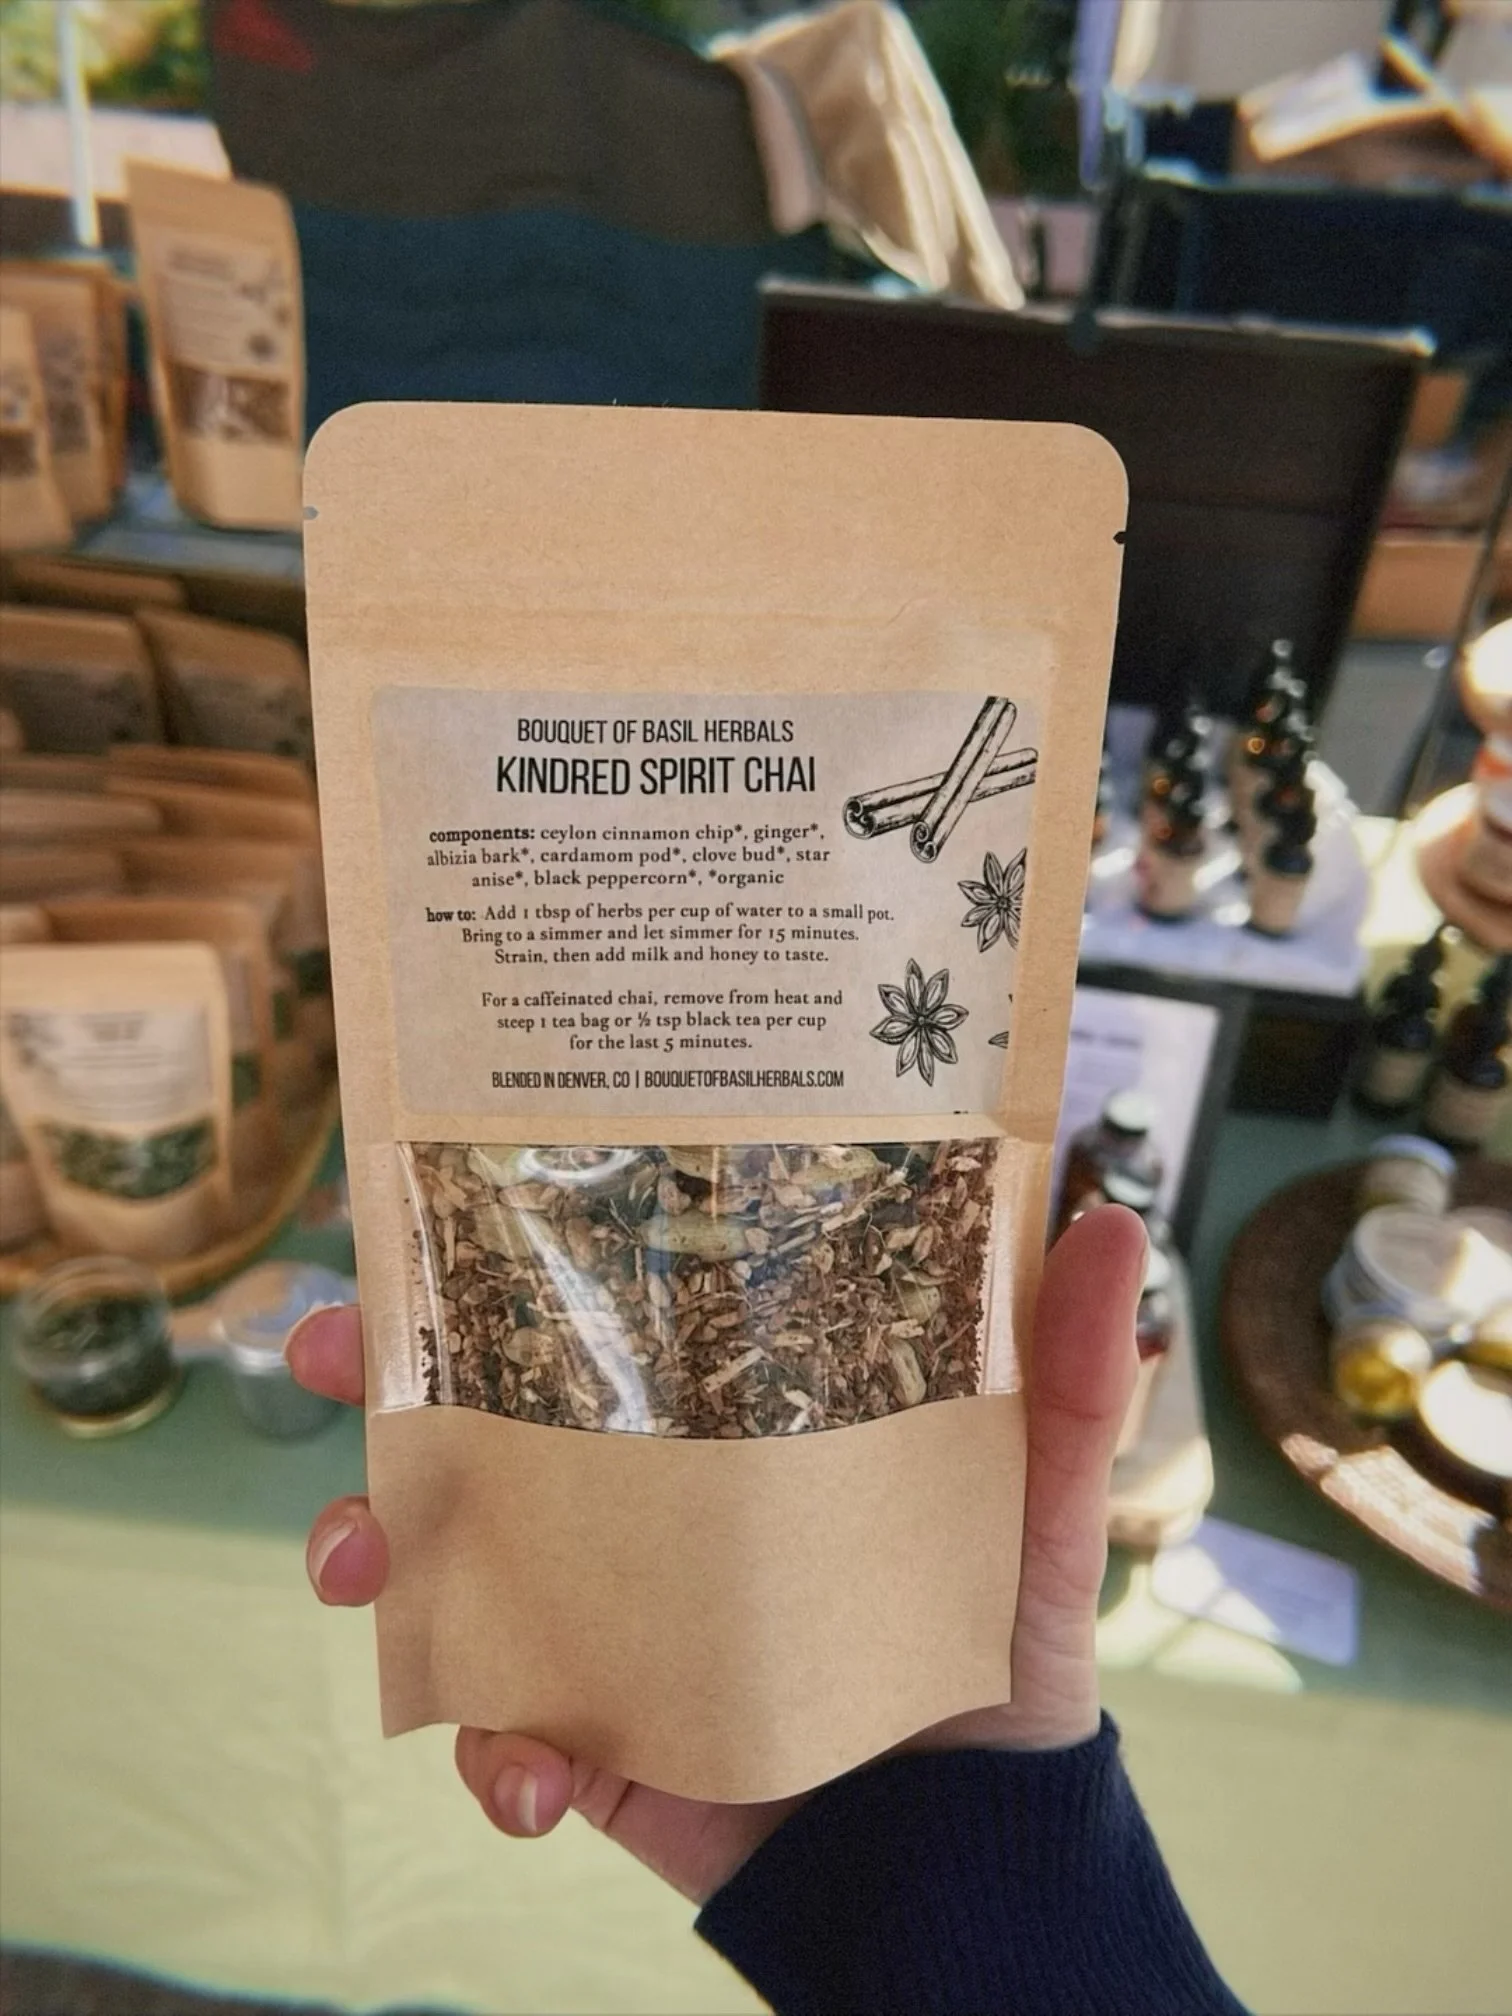 BOUQUET OF BASIL HERBALS
KINDRED SPIRIT CHAI
components: ceylon cinnamon chip*, ginger*,
albizia bark*, cardamom pod*, clove bud*, star
anise*, black peppercorn*, *organic
how to: Add 1 tbsp of herbs per cup of water to a small pot.
Bring to a simmer and let simmer for 15 minutes.
Strain, then add milk and honey to taste.
For a caffeinated chai, remove from heat and
steep 1 tea bag or ½ tsp black tea per cup
for the last 5 minutes.
BLENDED IN DENVER, CO | BOUQUETOFBASILHERBALS.COM